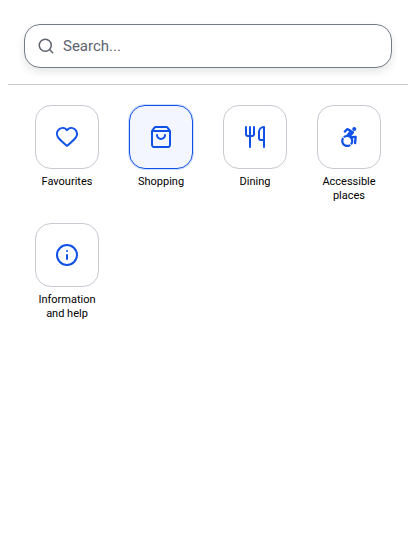 Search...
Favourites
Shopping
Dining
Accessible
places
Information
and help